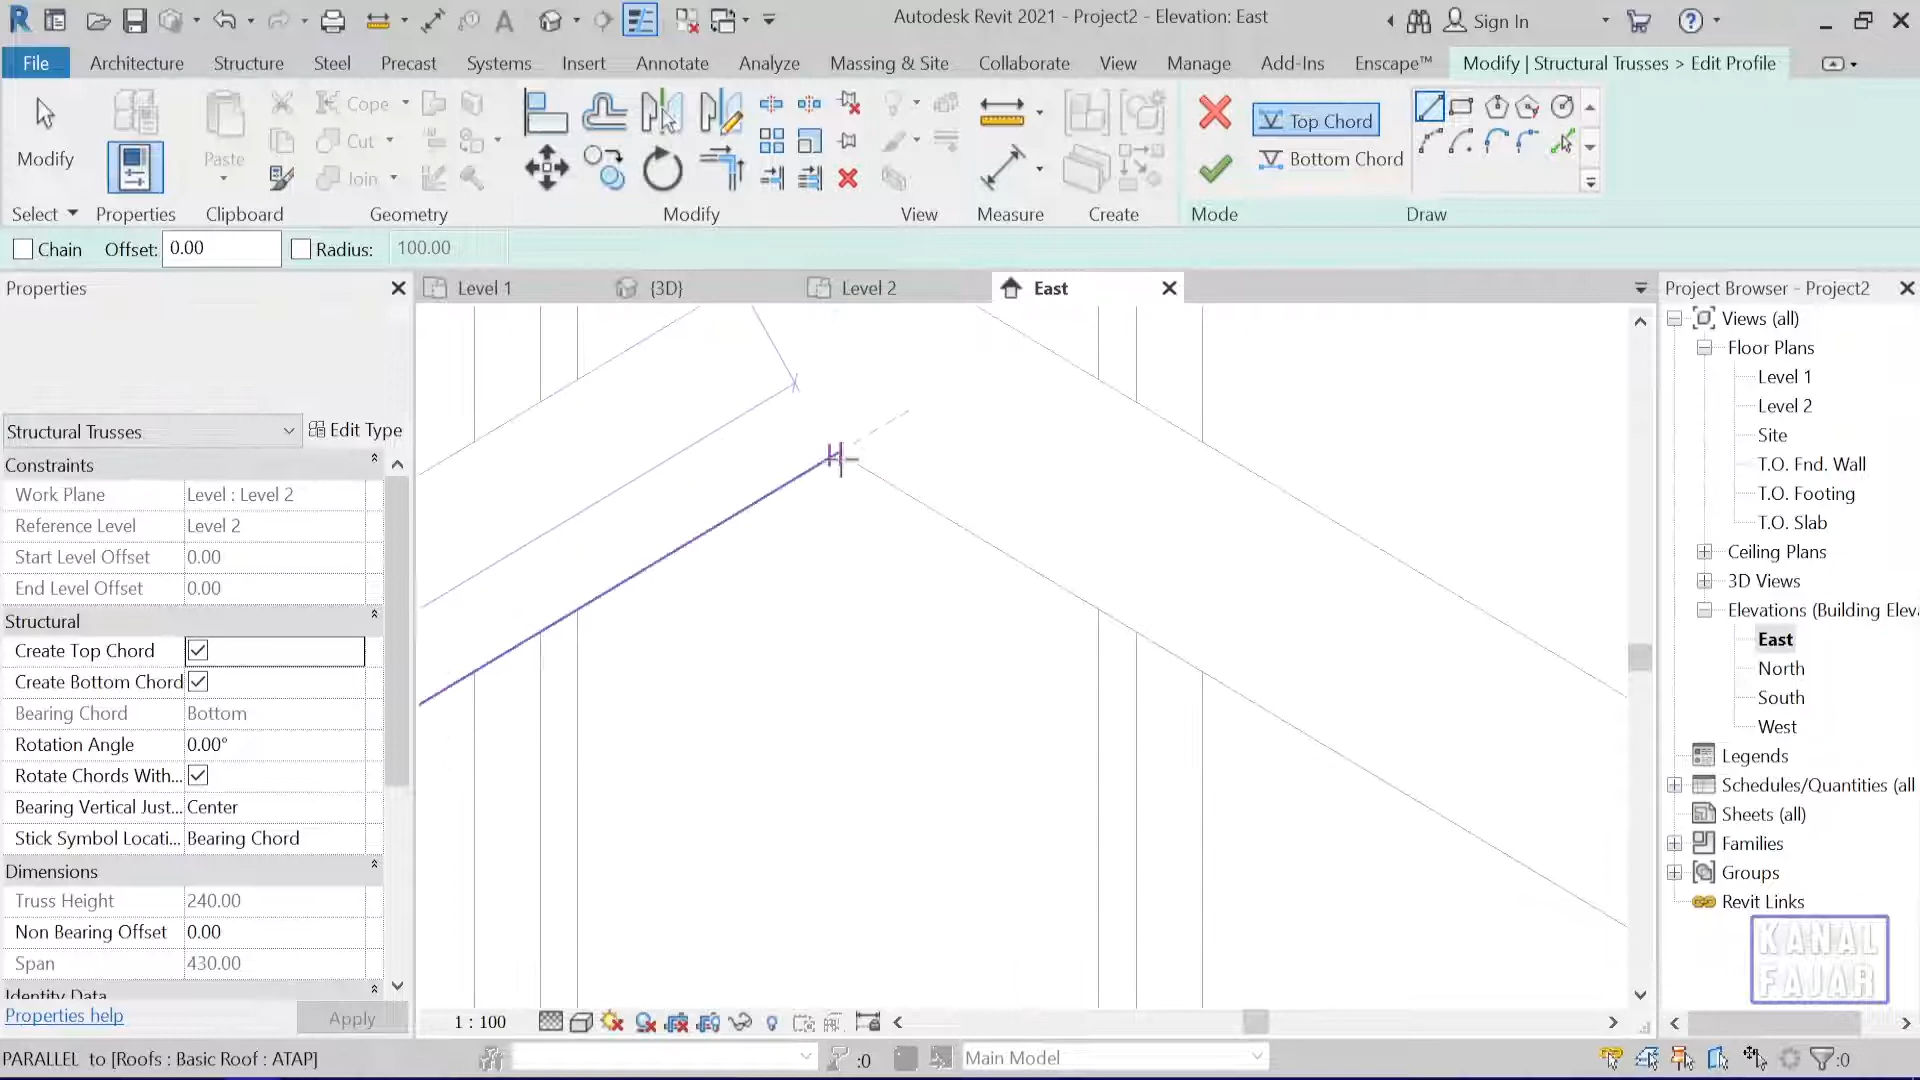 Autodesk Revit 2021 - Project2 - Elevation: East
Sign In
File
Architecture
Structure
Steel
Precast
Systems
Insert
Annotate
Analyze
Massing & Site
Collaborate
View
Manage
Add-Ins
Enscape™
Modify | Structural Trusses > Edit Profile
Modify
Paste
Cope
Cut
Join
Top Chord
Bottom Chord
Select
Properties
Clipboard
Geometry
Modify
View
Measure
Create
Mode
Draw
Chain
Offset:
0.00
Radius:
100.00
Properties
Level 1
{3D}
Level 2
East
Project Browser - Project2
Structural Trusses
Edit Type
Constraints
Work Plane
Level : Level 2
Reference Level
Level 2
Start Level Offset
0.00
End Level Offset
0.00
Structural
Create Top Chord
Create Bottom Chord
Bearing Chord
Bottom
Rotation Angle
0.00°
Rotate Chords With...
Bearing Vertical Just...
Center
Stick Symbol Locati...
Bearing Chord
Dimensions
Truss Height
240.00
Non Bearing Offset
0.00
Span
430.00
Identity Data
Properties help
Apply
Views (all)
Floor Plans
Level 1
Level 2
Site
T.O. Fnd. Wall
T.O. Footing
T.O. Slab
Ceiling Plans
3D Views
Elevations (Building Elev
East
North
South
West
Legends
Schedules/Quantities (all
Sheets (all)
Families
Groups
Revit Links
KANAL
FAJAR
1 : 100
PARALLEL to [Roofs : Basic Roof : ATAP]
:0
Main Model
:0